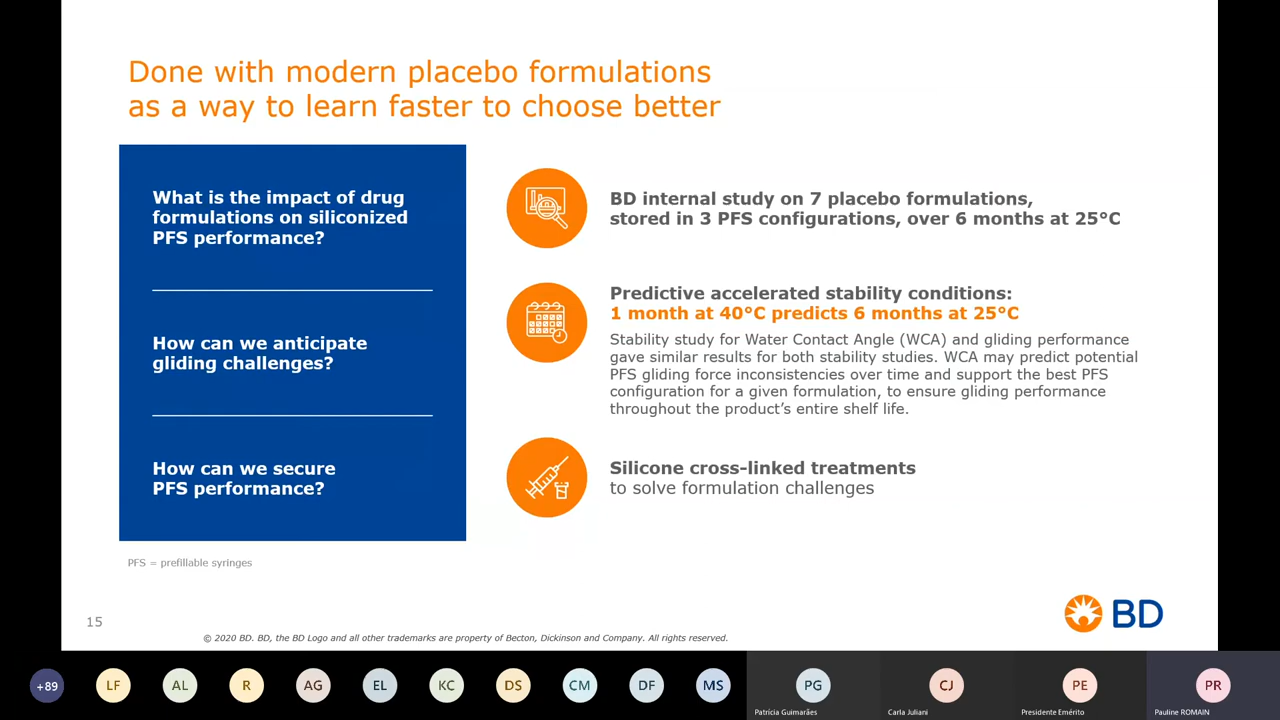 Done with modern placebo formulations
as a way to learn faster to choose better
What is the impact of drug
formulations on siliconized
PFS performance?
How can we anticipate
gliding challenges?
How can we secure
PFS performance?
BD internal study on 7 placebo formulations,
stored in 3 PFS configurations, over 6 months at 25°C
Predictive accelerated stability conditions:
1 month at 40°C predicts 6 months at 25°C
Stability study for Water Contact Angle (WCA) and gliding performance
gave similar results for both stability studies. WCA may predict potential
PFS gliding force inconsistencies over time and support the best PFS
configuration for a given formulation, to ensure gliding performance
throughout the product’s entire shelf life.
Silicone cross-linked treatments
to solve formulation challenges
PFS = prefillable syringes
15
BD
© 2020 BD. BD, the BD Logo and all other trademarks are property of Becton, Dickinson and Company. All rights reserved.
+89
LF
AL
R
AG
EL
KC
DS
CM
DF
MS
PG
CJ
PE
PR
Patrícia Guimarães
Carla Juliani
Presidente Emérito
Pauline ROMAIN